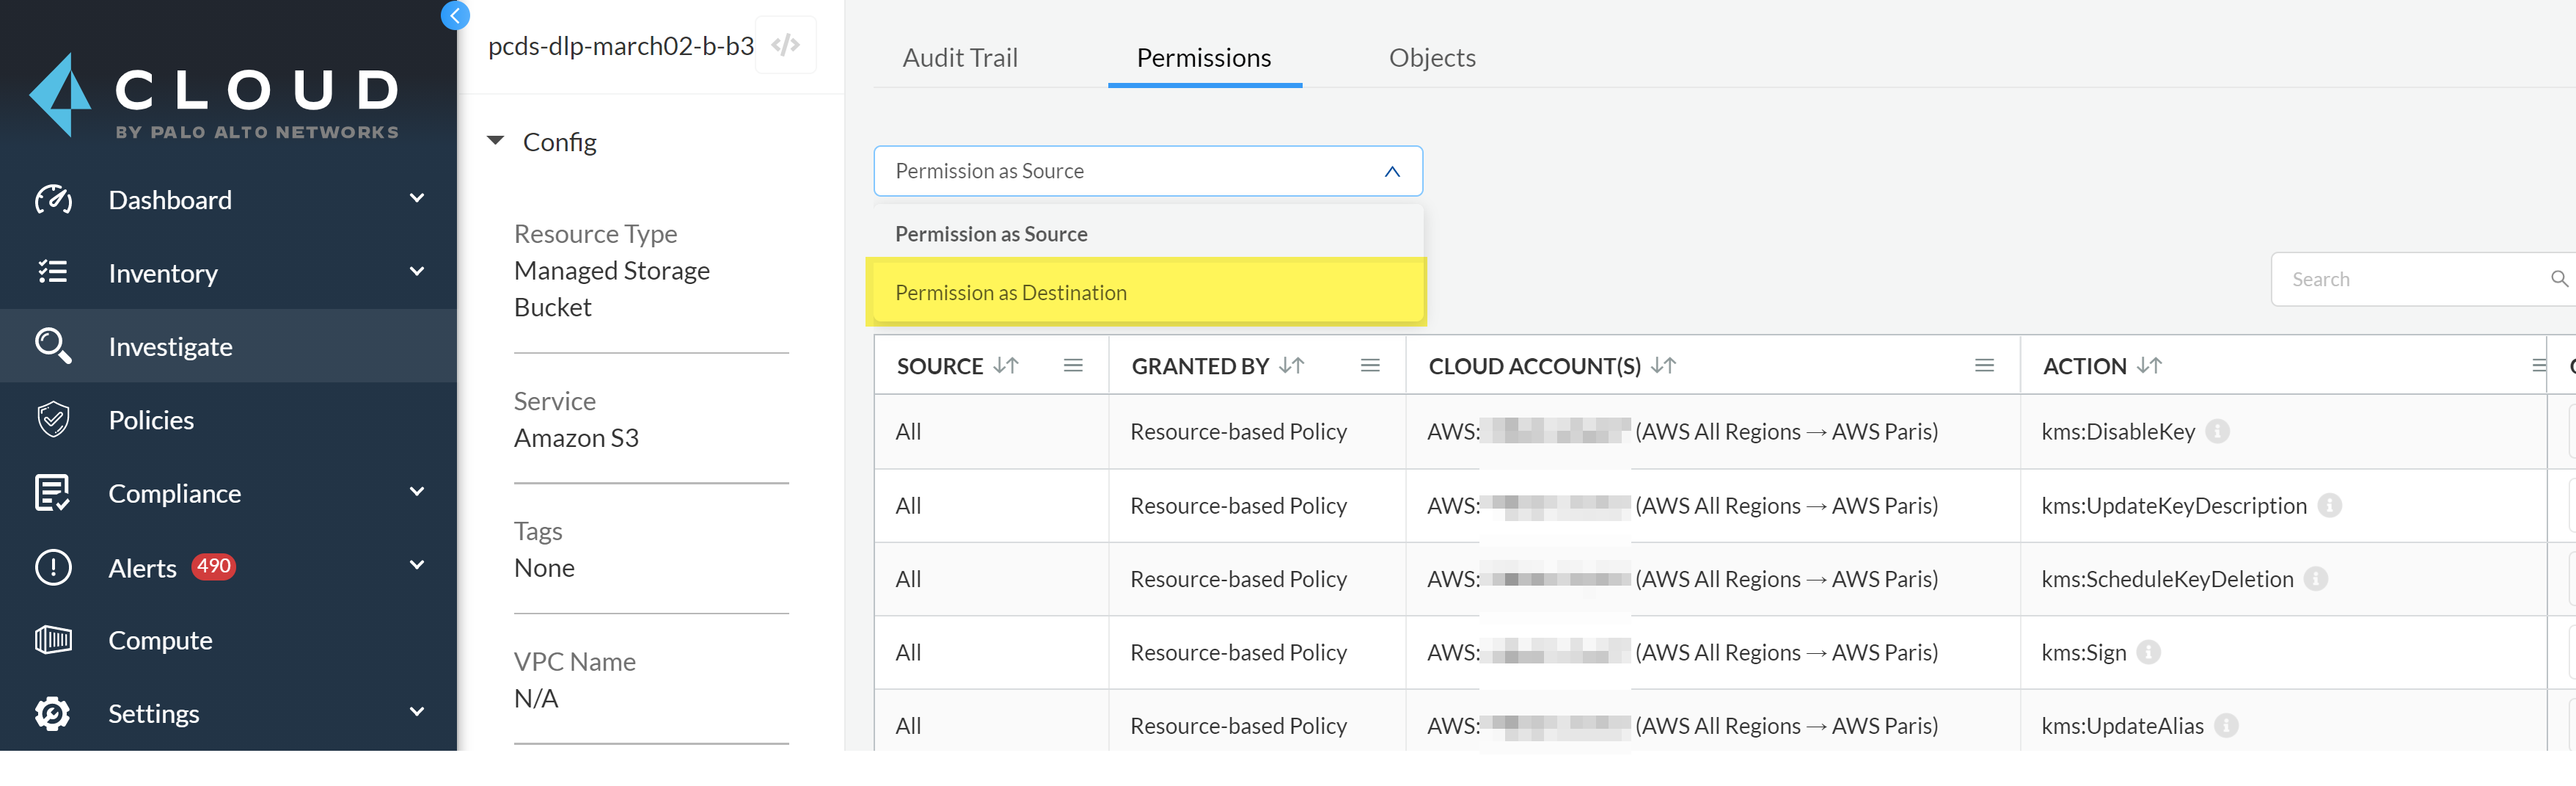 CLOUD
BY PALO ALTO NETWORKS
Dashboard
Inventory
Investigate
Policies
Compliance
Alerts 490
Compute
Settings
pcds-dlp-march02-b-b3
Config
Resource Type
Managed Storage
Bucket
Service
Amazon S3
Tags
None
VPC Name
N/A
Audit Trail Permissions Objects
Permission as Source
Permission as Source
Permission as Destination
Search
SOURCE GRANTED BY CLOUD ACCOUNT(S) ACTION
All Resource-based Policy AWS: (AWS All Regions → AWS Paris) kms:DisableKey
All Resource-based Policy AWS: (AWS All Regions → AWS Paris) kms:UpdateKeyDescription
All Resource-based Policy AWS: (AWS All Regions → AWS Paris) kms:ScheduleKeyDeletion
All Resource-based Policy AWS: (AWS All Regions → AWS Paris) kms:Sign
All Resource-based Policy AWS: (AWS All Regions → AWS Paris) kms:UpdateAlias